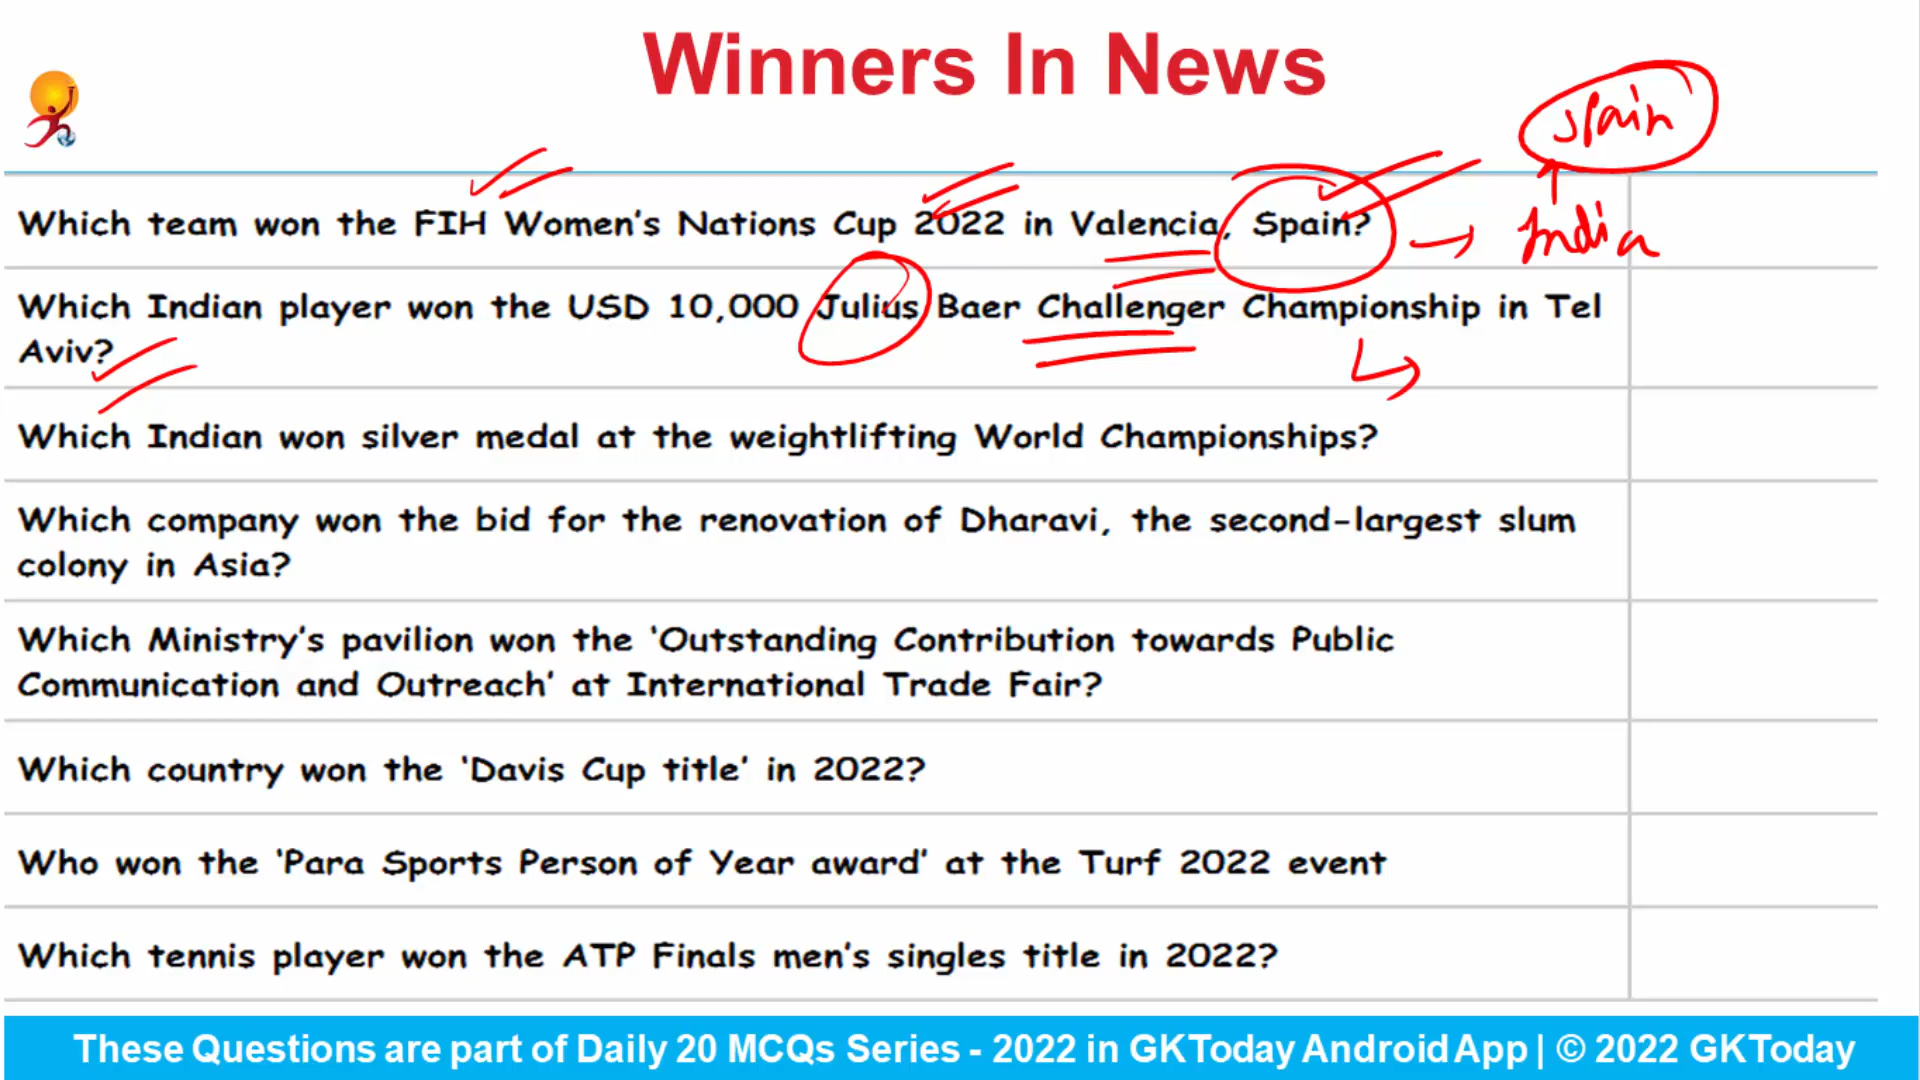 Winners In News
Spain
Which team won the FIH Women's Nations Cup 2022 in Valencia, Spain?
India
Which Indian player won the USD 10,000 Julius Baer Challenger Championship in Tel
Aviv?
Which Indian won silver medal at the weightlifting World Championships?
Which company won the bid for the renovation of Dharavi, the second-largest slum
colony in Asia?
Which Ministry's pavilion won the 'Outstanding Contribution towards Public
Communication and Outreach' at International Trade Fair?
Which country won the 'Davis Cup title' in 2022?
Who won the 'Para Sports Person of Year award' at the Turf 2022 event
Which tennis player won the ATP Finals men's singles title in 2022?
These Questions are part of Daily 20 MCQs Series - 2022 in GKToday Android App | © 2022 GKToday